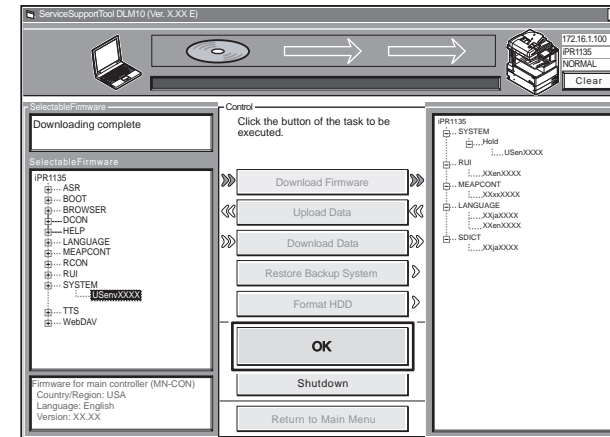 ServiceSupportTool DLM10 (Ver. X.XX E)
172.16.1.100
iPR1135
NORMAL
Clear
SelectableFirmware
Downloading complete
SelectableFirmware
iPR1135
ASR
BOOT
BROWSER
DCON
HELP
LANGUAGE
MEAPCONT
RCON
RUI
SYSTEM
USenvXXXX
TTS
WebDAV
Firmware for main controller (MN-CON)
Country/Region: USA
Language: English
Version: XX.XX
Control
Click the button of the task to be
executed.
Download Firmware
Upload Data
Download Data
Restore Backup System
Format HDD
OK
Shutdown
Return to Main Menu
iPR1135
SYSTEM
Hold
USenXXXX
RUI
XXenXXXX
MEAPCONT
XXxxXXXX
LANGUAGE
XXjaXXXX
XXenXXXX
SDICT
XXjaXXXX